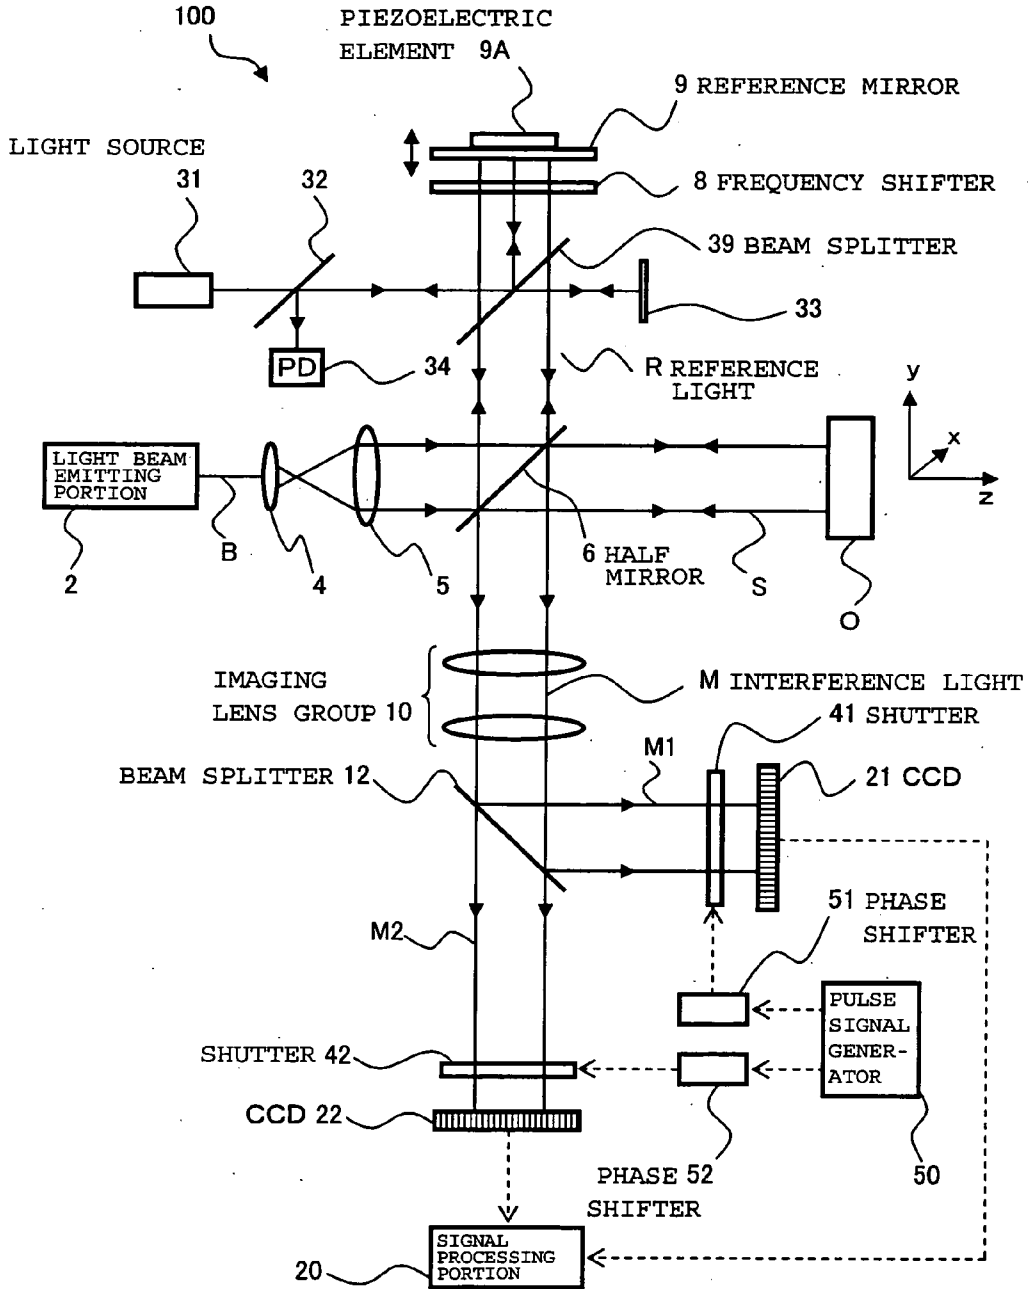 100
PIEZOELECTRIC
ELEMENT 9A
9 REFERENCE MIRROR
LIGHT SOURCE
31
32
8 FREQUENCY SHIFTER
39 BEAM SPLITTER
33
PD
34
R REFERENCE
LIGHT
y
x
z
LIGHT BEAM
EMITTING
PORTION
2
B
4
5
6 HALF
MIRROR
S
O
IMAGING
LENS GROUP 10
M INTERFERENCE LIGHT
41 SHUTTER
BEAM SPLITTER 12
M1
21 CCD
M2
51 PHASE
SHIFTER
PULSE
SIGNAL
GENER-
ATOR
SHUTTER 42
CCD 22
50
PHASE 52
SHIFTER
SIGNAL
PROCESSING
PORTION
20